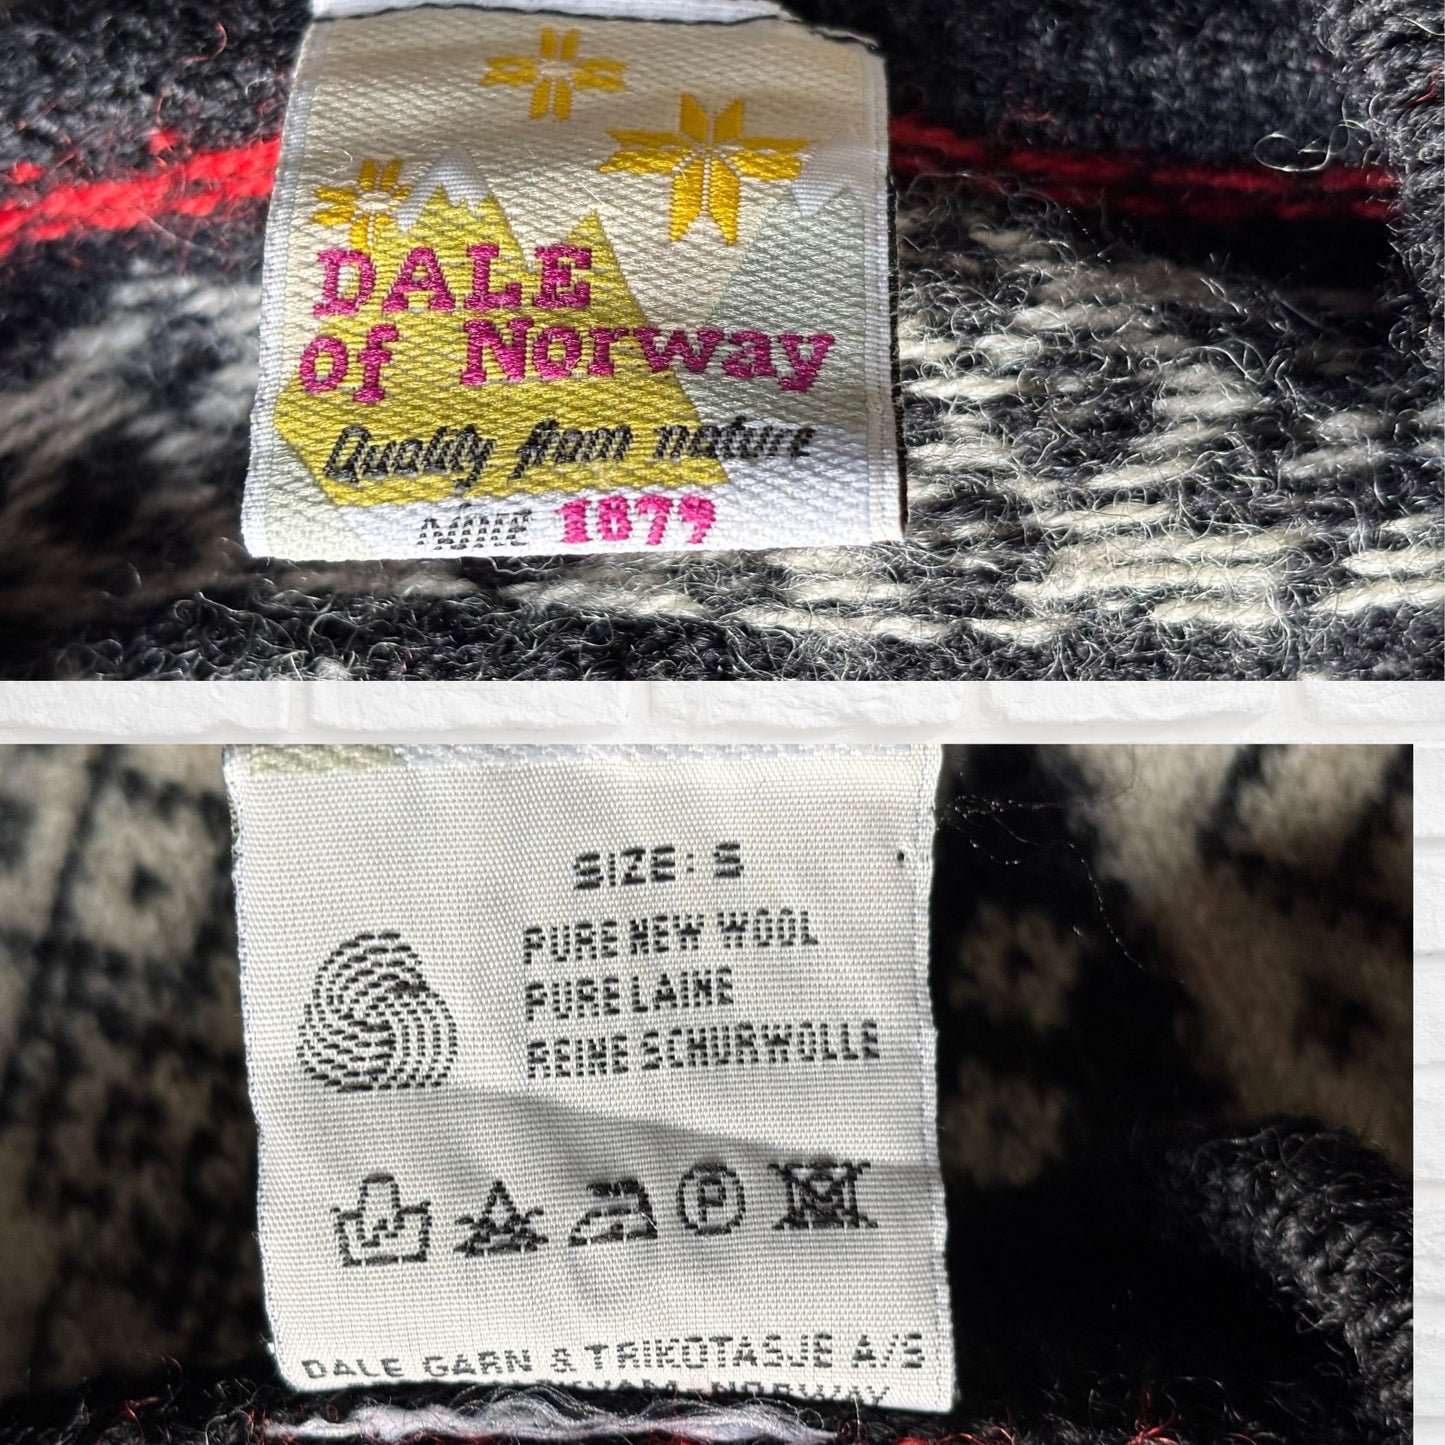 DALE
of Norway
Quality from nature
SINCE 1879
SIZE: S
PURE NEW WOOL
PURE LAINE
REINE SCHURWOLLE
P
DALE GARN & TRIKOTASJE A/S
NORWAY